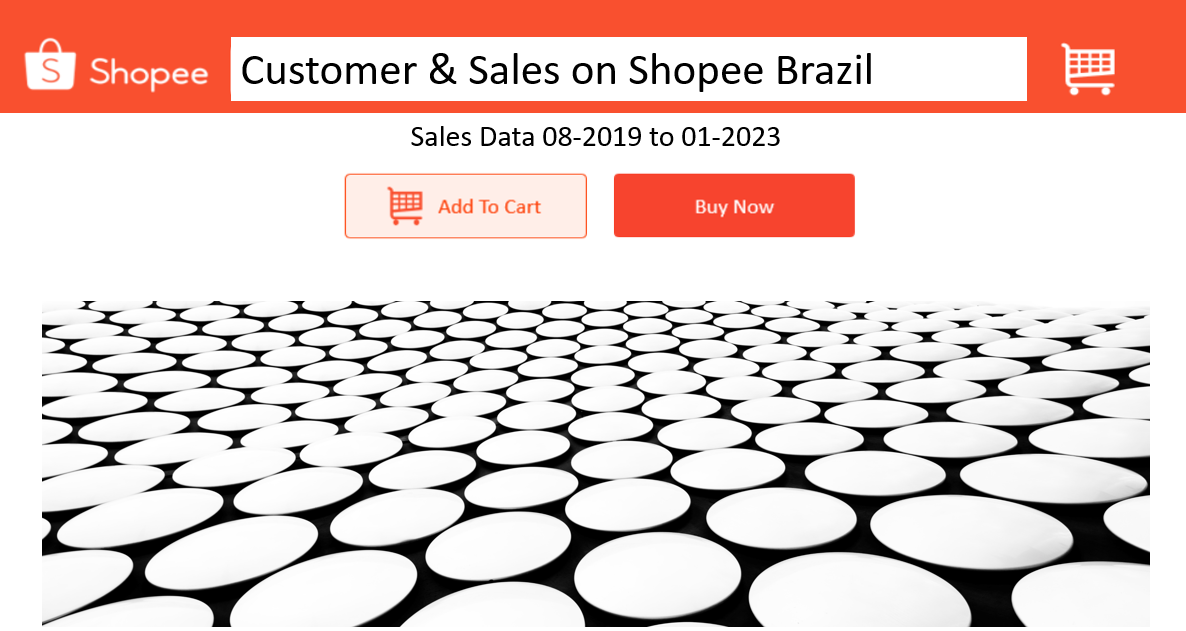 Shopee Customer & Sales on Shopee Brazil
Sales Data 08-2019 to 01-2023
Add To Cart Buy Now